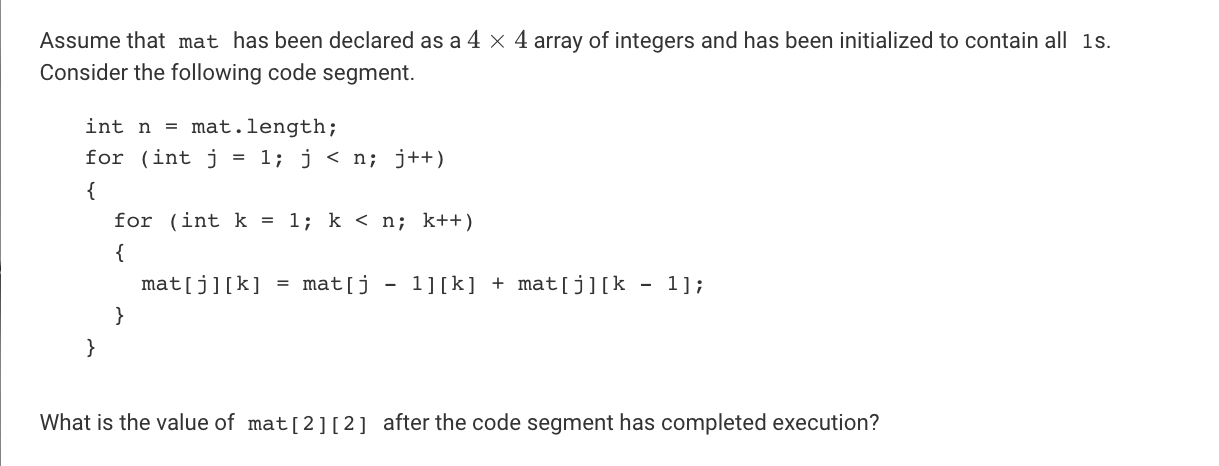 Assume that mat has been declared as a 4 × 4 array of integers and has been initialized to contain all 1s.
Consider the following code segment.
int n = mat.length;
for (int j = 1; j < n; j++)
{
for (int k = 1; k < n; k++)
{
mat[j][k] = mat[j - 1][k] + mat[j][k - 1];
}
}
What is the value of mat[2][2] after the code segment has completed execution?